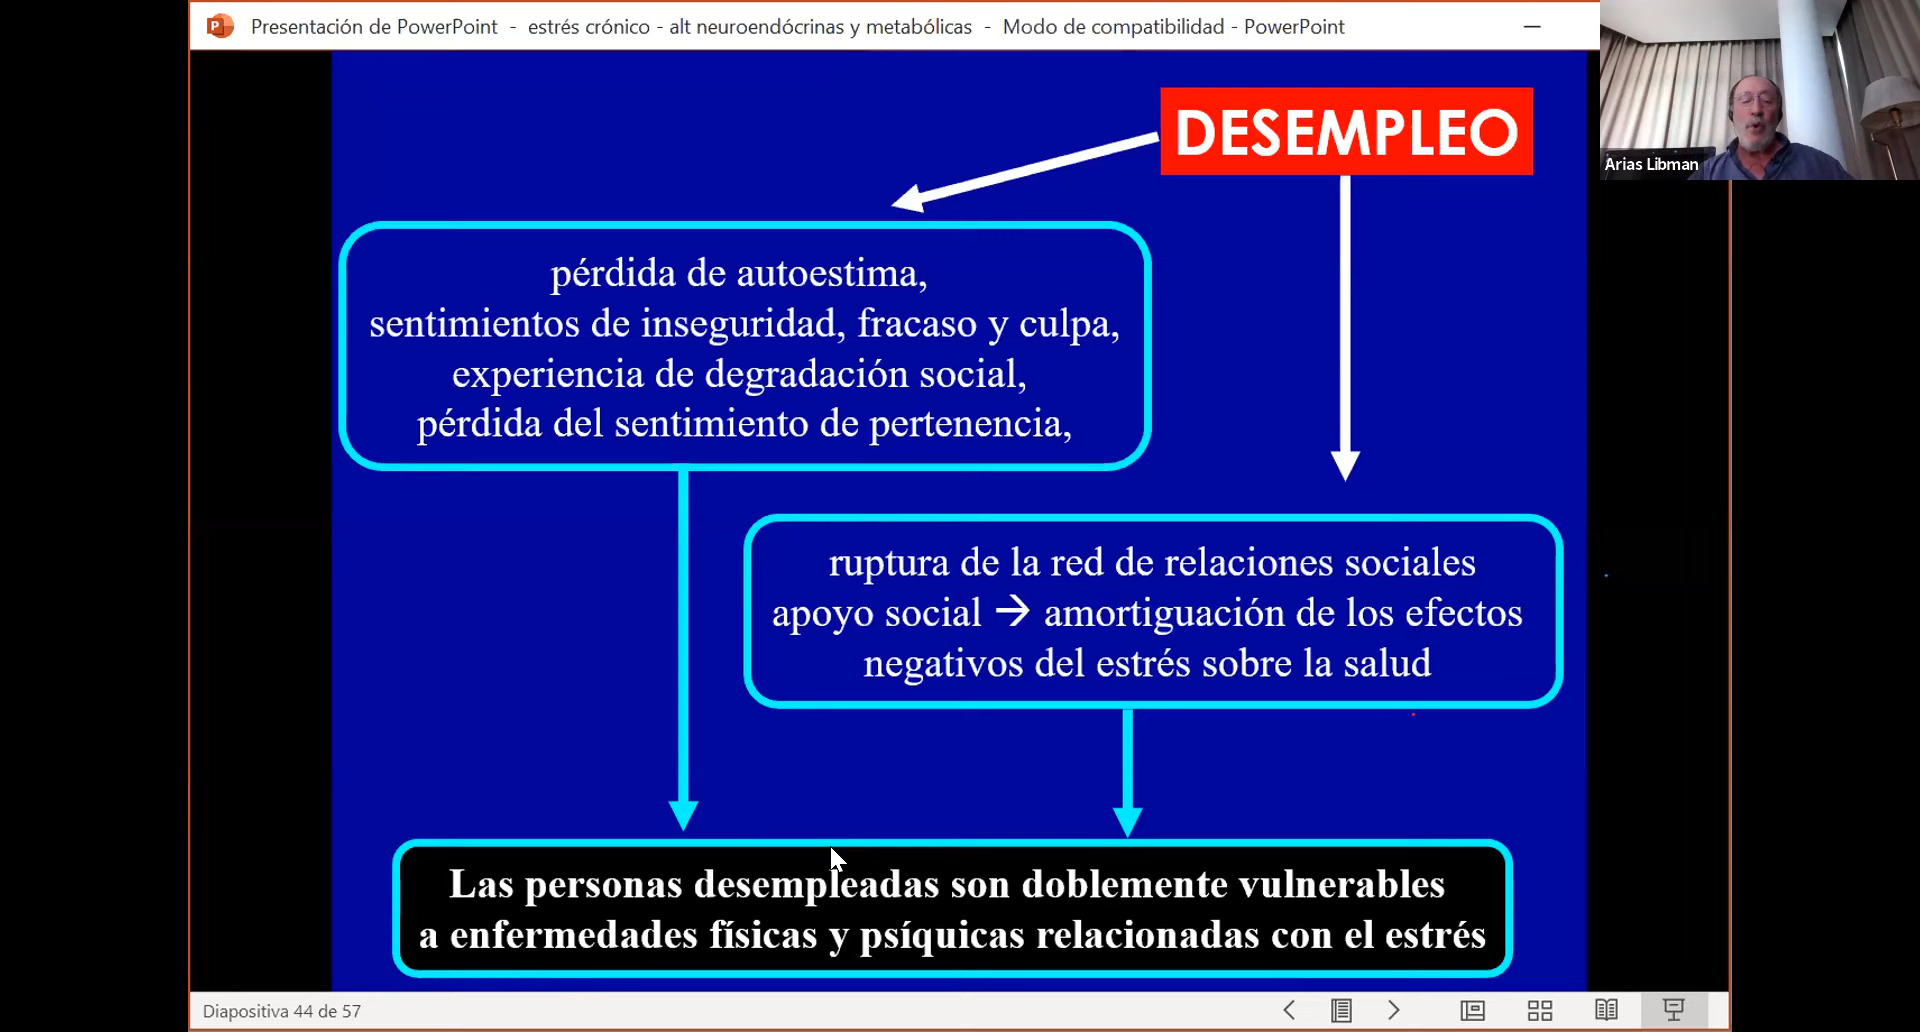 Presentación de PowerPoint - estrés crónico - alt neuroendócrinas y metabólicas - Modo de compatibilidad - PowerPoint
Arias Libman
DESEMPLEO
pérdida de autoestima,
sentimientos de inseguridad, fracaso y culpa,
experiencia de degradación social,
pérdida del sentimiento de pertenencia,
ruptura de la red de relaciones sociales
apoyo social → amortiguación de los efectos
negativos del estrés sobre la salud
Las personas desempleadas son doblemente vulnerables
a enfermedades físicas y psíquicas relacionadas con el estrés
Diapositiva 44 de 57